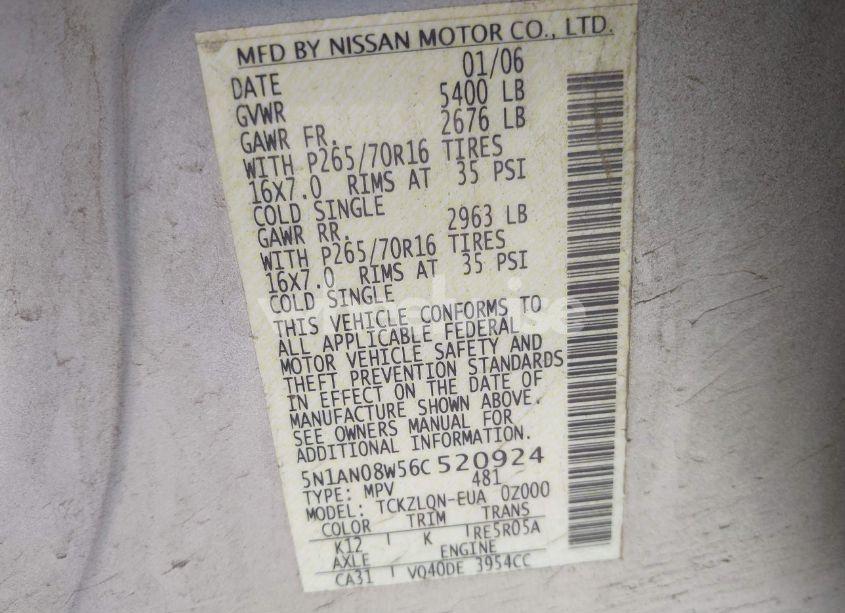 MFD BY NISSAN MOTOR CO., LTD.
DATE 01/06
GVWR 5400 LB
GAWR FR. 2676 LB
WITH P265/70R16 TIRES
16X7.0 RIMS AT 35 PSI
COLD SINGLE
GAWR RR. 2963 LB
WITH P265/70R16 TIRES
16X7.0 RIMS AT 35 PSI
COLD SINGLE
THIS VEHICLE CONFORMS TO
ALL APPLICABLE FEDERAL
MOTOR VEHICLE SAFETY AND
THEFT PREVENTION STANDARDS
IN EFFECT ON THE DATE OF
MANUFACTURE SHOWN ABOVE.
SEE OWNERS MANUAL FOR
ADDITIONAL INFORMATION.
5N1AN08W56C 520924
TYPE: MPV 481
MODEL: TCKZLQN-EUA 0Z000
COLOR TRIM TRANS
K12 K RE5R05A
AXLE ENGINE
CA31 VQ40DE 3954CC